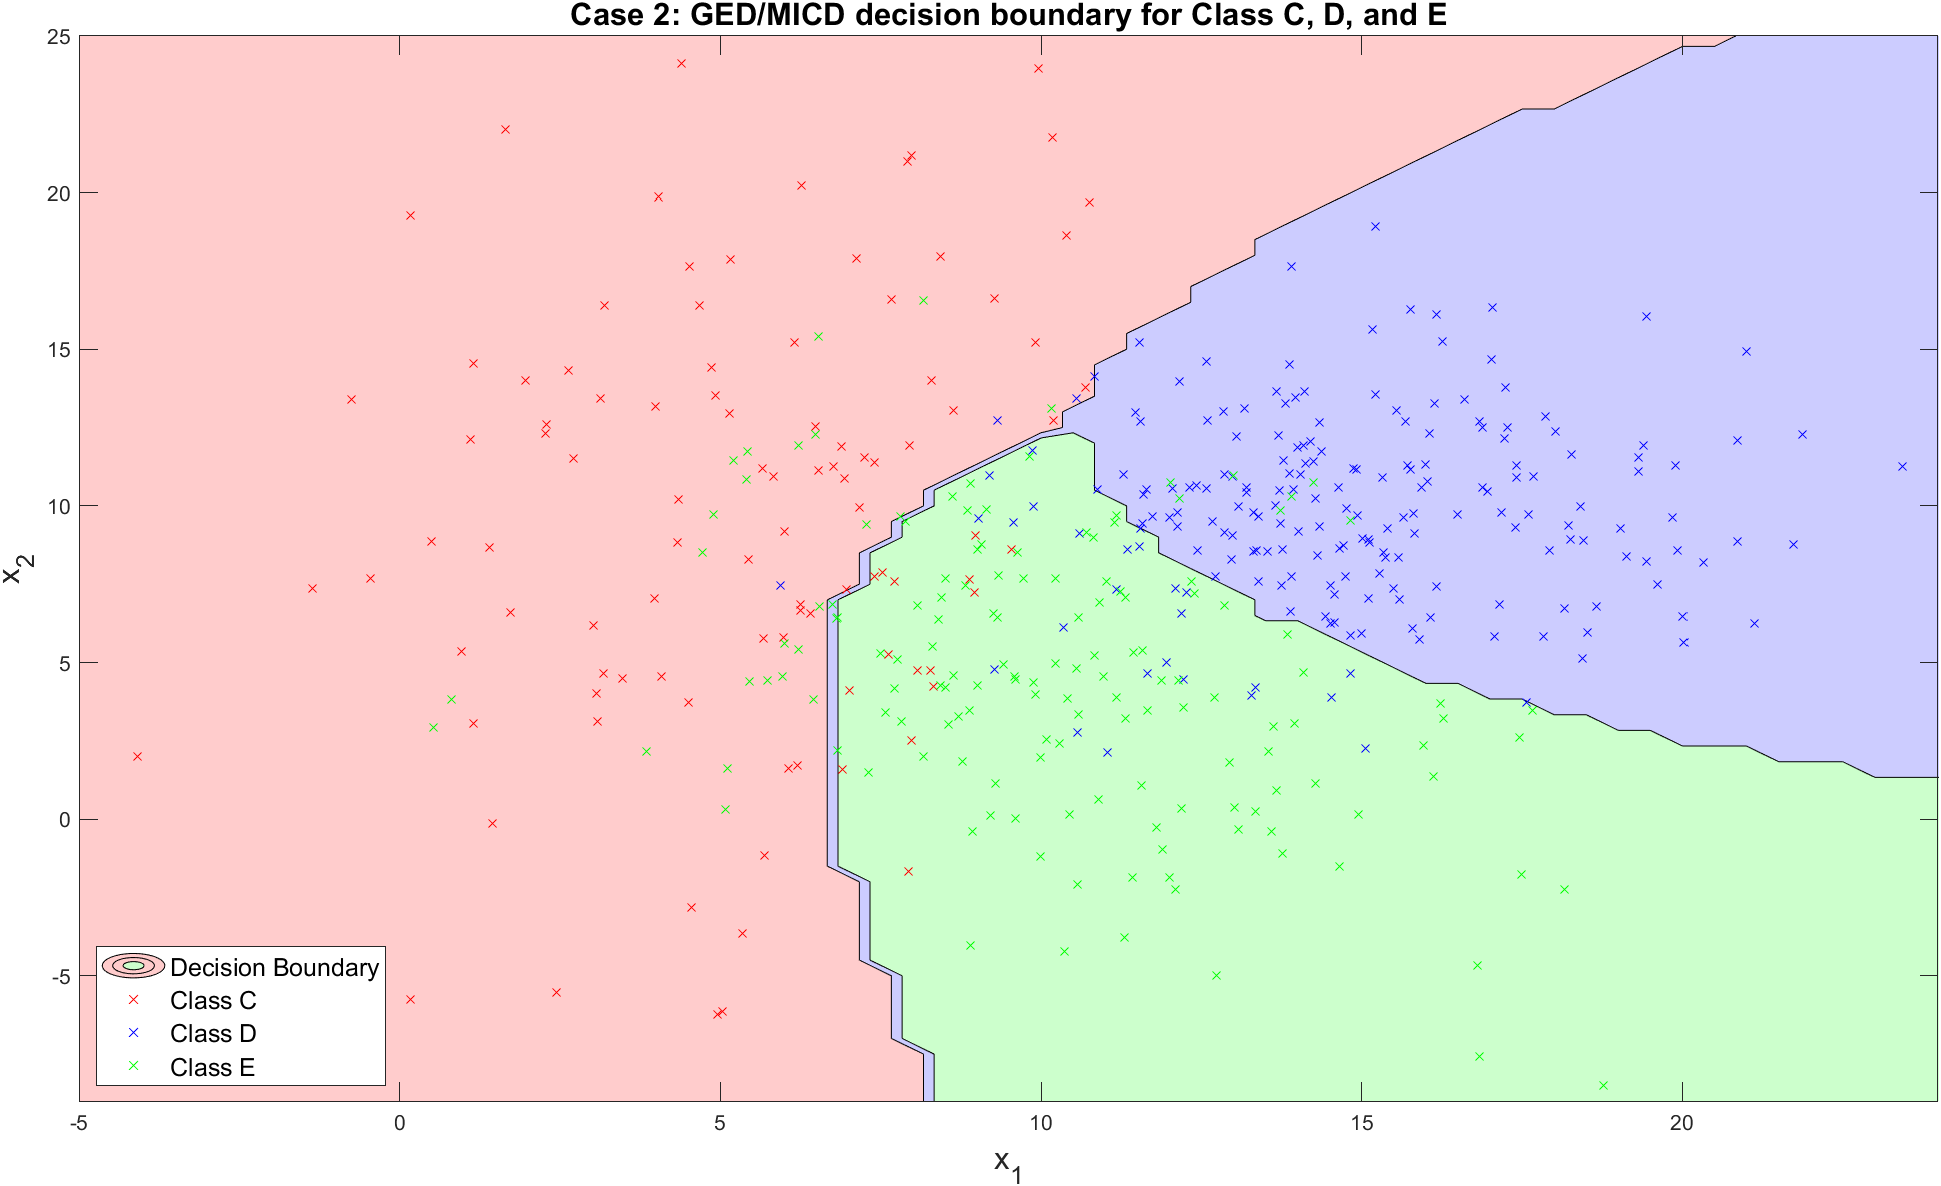 Case 2: GED/MICD decision boundary for Class C, D, and E
25
20
15
10
5
0
-5
x2
Decision Boundary
Class C
Class D
Class E
-5 0 5 10 15 20
x1